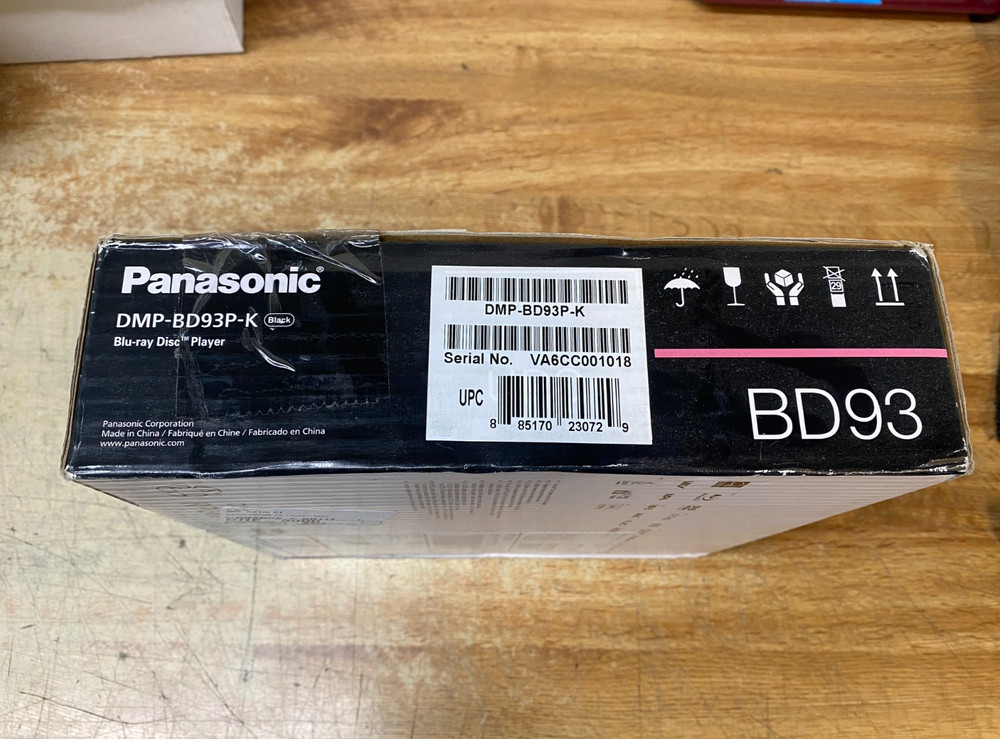 Panasonic®
DMP-BD93P-K Black
Blu-ray Disc™ Player
Panasonic Corporation
Made in China / Fabriqué en Chine / Fabricado en China
www.panasonic.com
DMP-BD93P-K
Serial No. VA6CC001018
UPC
8 85170 23072 9
29
BD93